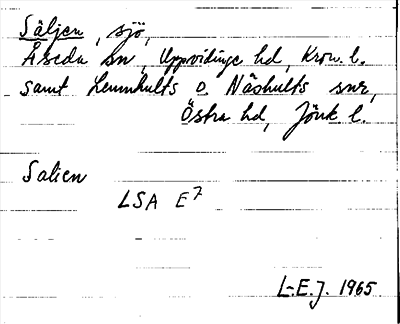 Säljen, sjö,
Åseda sn, Uppvidinge hd, Kron. l.
samt Lemnhults o. Näshults snr,
Östra hd, Jönk l.
Salien
LSA E7
L-E.J. 1965